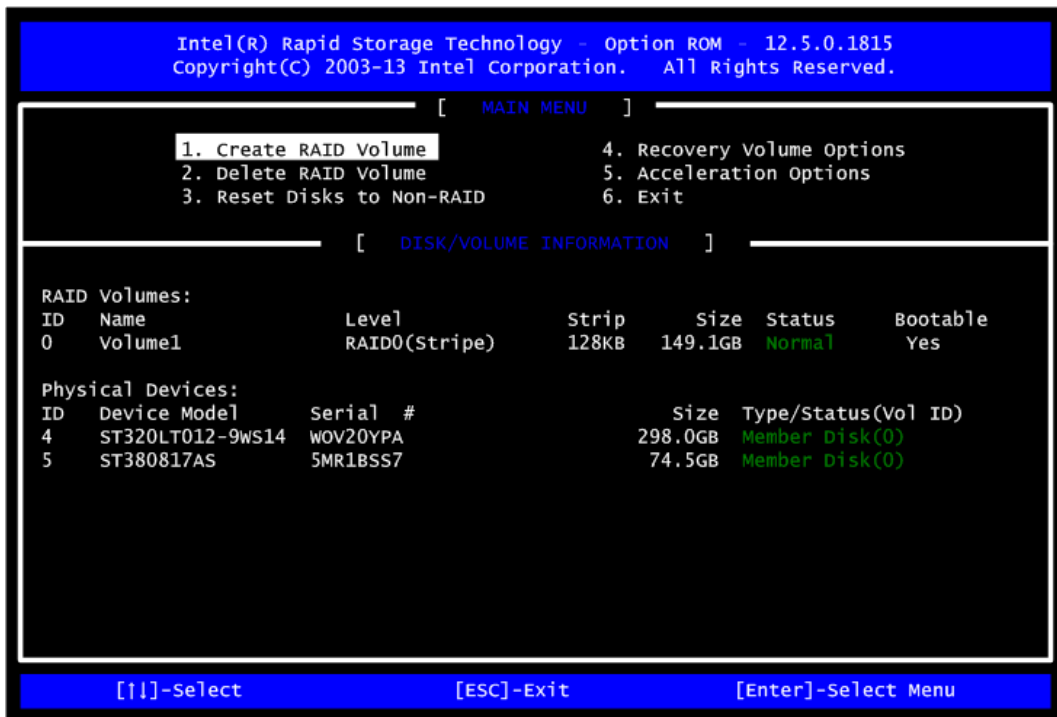 Intel(R) Rapid Storage Technology - Option ROM - 12.5.0.1815
Copyright(C) 2003-13 Intel Corporation. All Rights Reserved.
[ MAIN MENU ]
1. Create RAID Volume 4. Recovery Volume Options
2. Delete RAID Volume 5. Acceleration Options
3. Reset Disks to Non-RAID 6. Exit
[ DISK/VOLUME INFORMATION ]
RAID Volumes:
ID Name Level Strip Size Status Bootable
0 Volume1 RAID0(Stripe) 128KB 149.1GB Normal Yes
Physical Devices:
ID Device Model Serial # Size Type/Status(Vol ID)
4 ST320LT012-9WS14 WOV20YPA 298.0GB Member Disk(0)
5 ST380817AS 5MR1BSS7 74.5GB Member Disk(0)
[↑↓]-Select [ESC]-Exit [Enter]-Select Menu